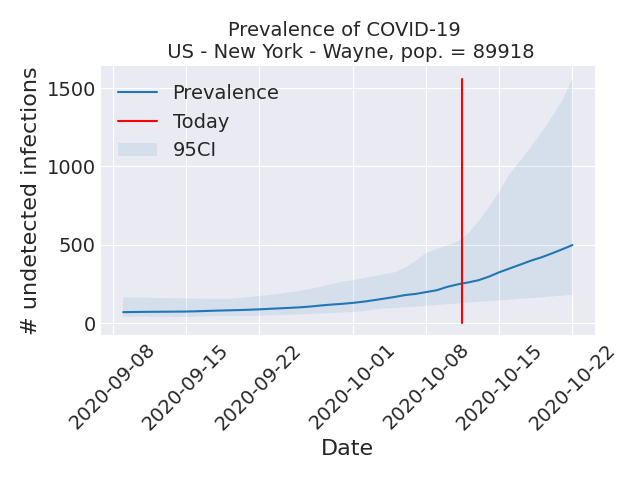 Prevalence of COVID-19
US - New York - Wayne, pop. = 89918
# undetected infections
1500
1000
500
0
Prevalence
Today
95CI
2020-09-08
2020-09-15
2020-09-22
2020-10-01
2020-10-08
2020-10-15
2020-10-22
Date